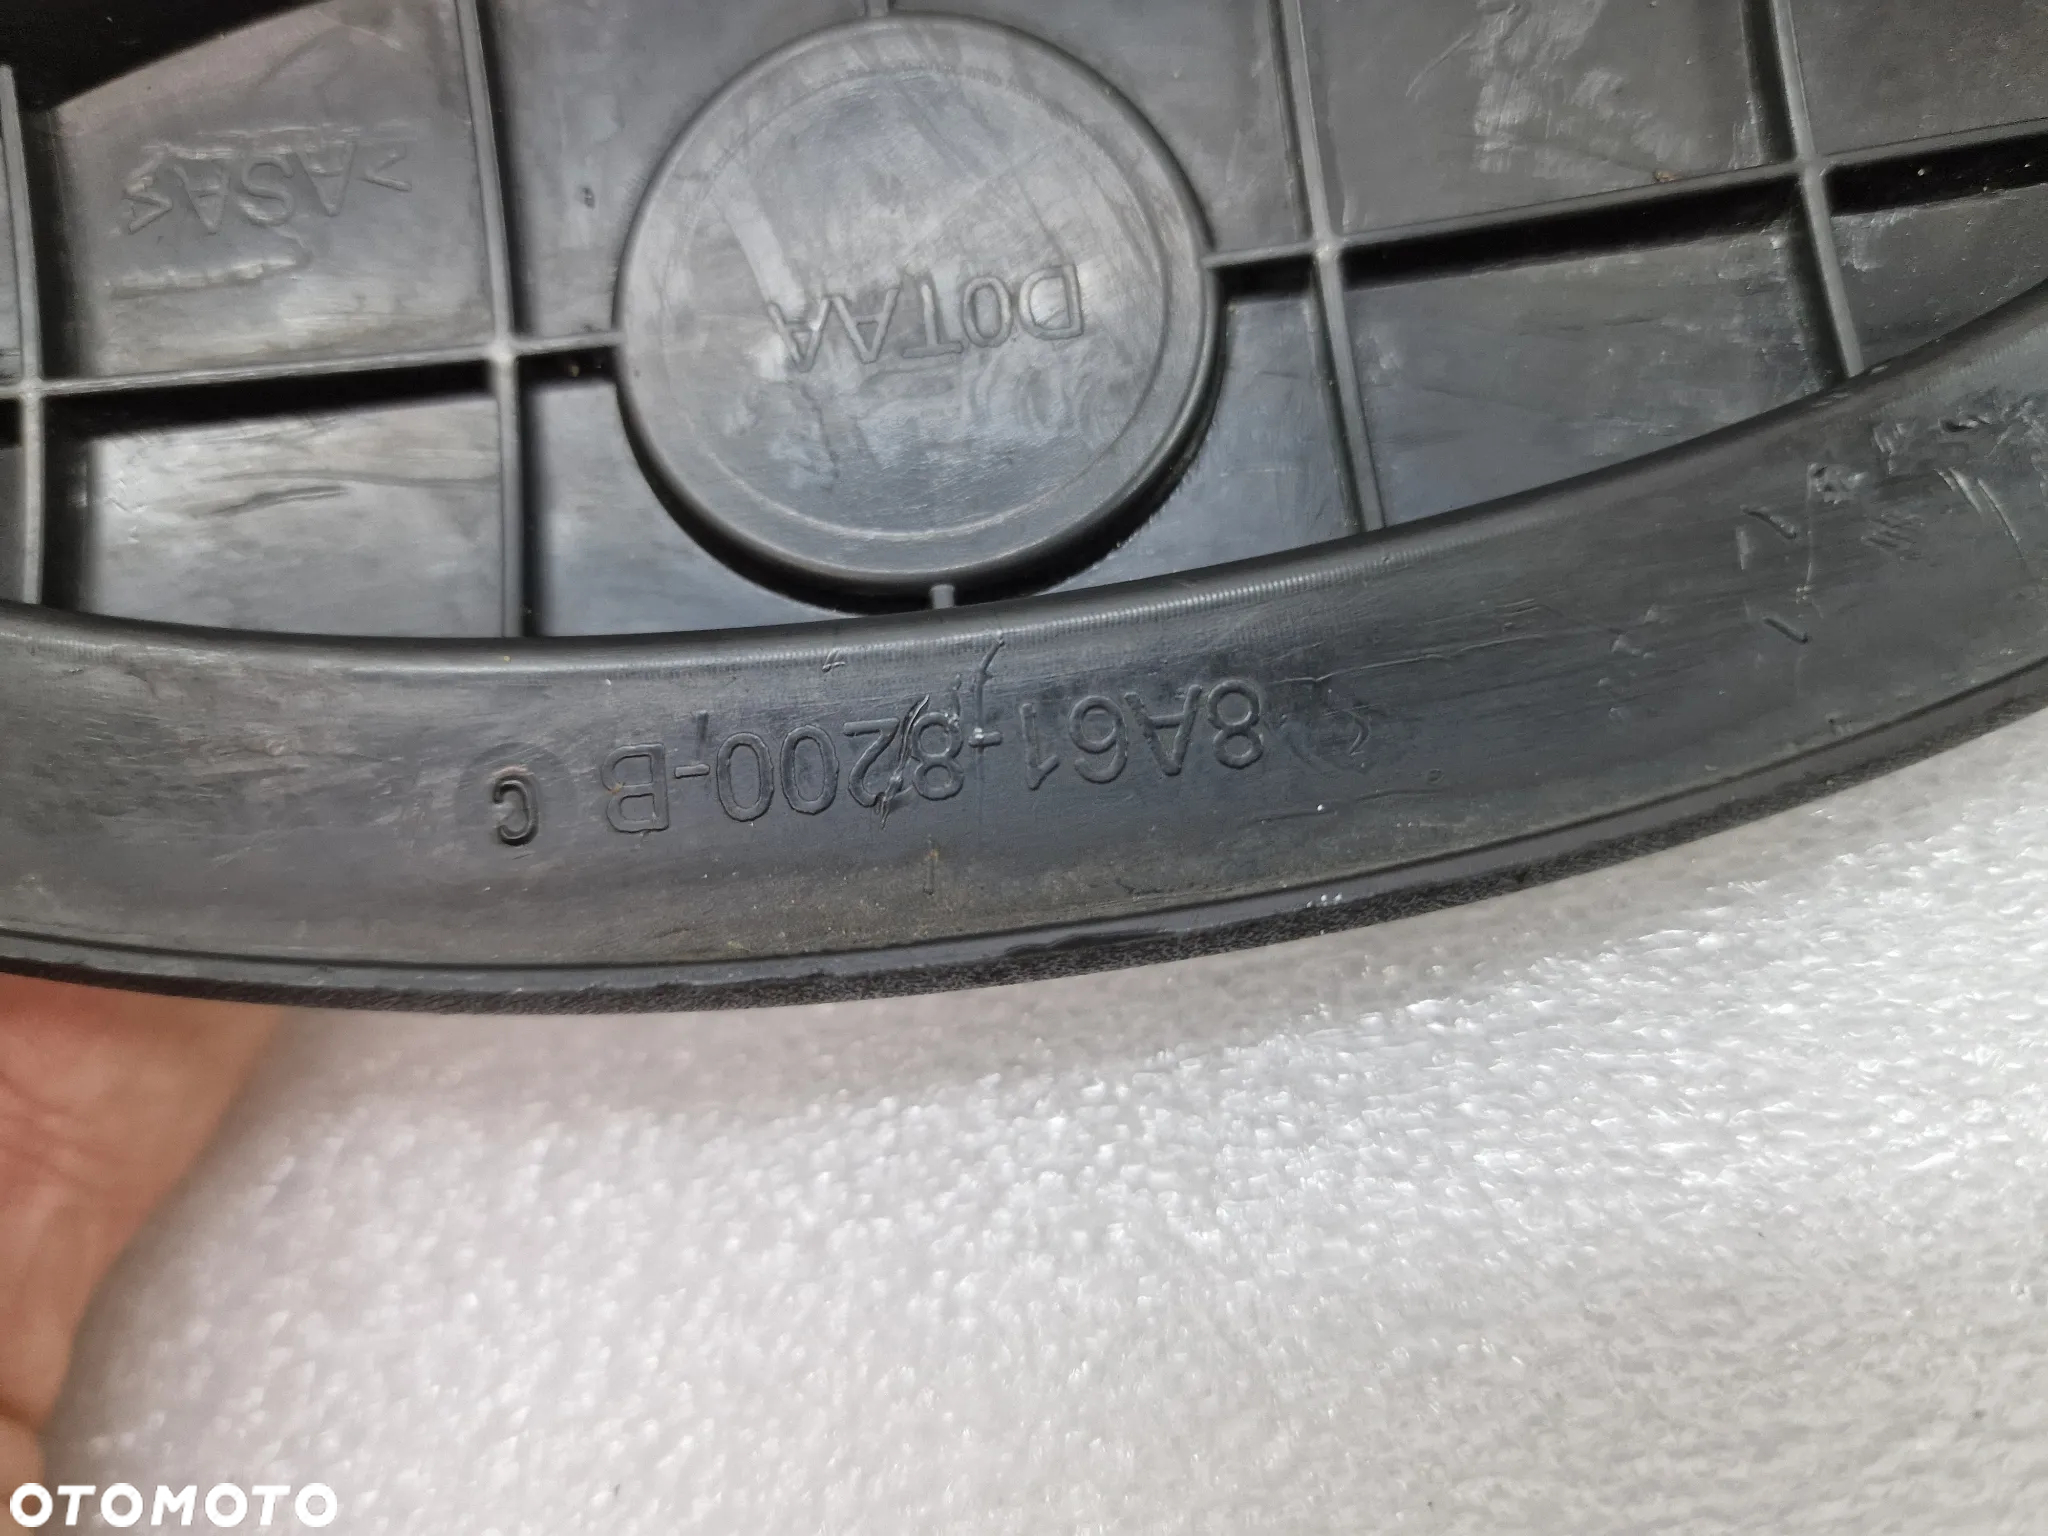 8A61-8200-B C
D0TAA
>ASA<
OTOMOTO